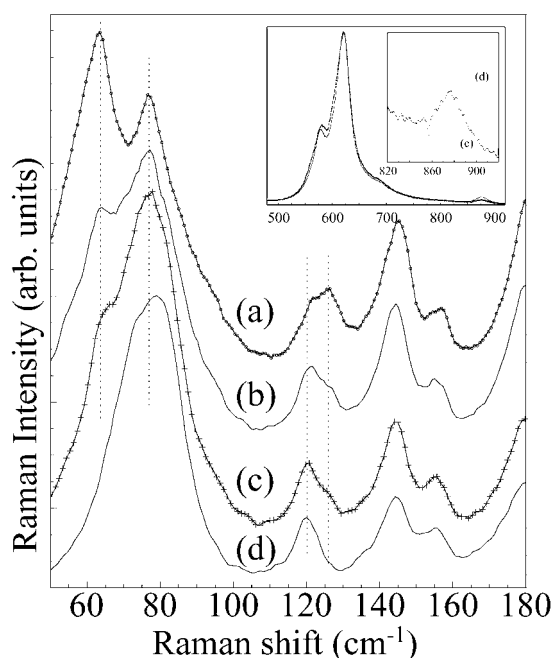 Raman Intensity (arb. units)
(d)
(c)
820 860 900
500 600 700 800 900
(a)
(b)
(c)
(d)
60 80 100 120 140 160 180
Raman shift (cm-1)